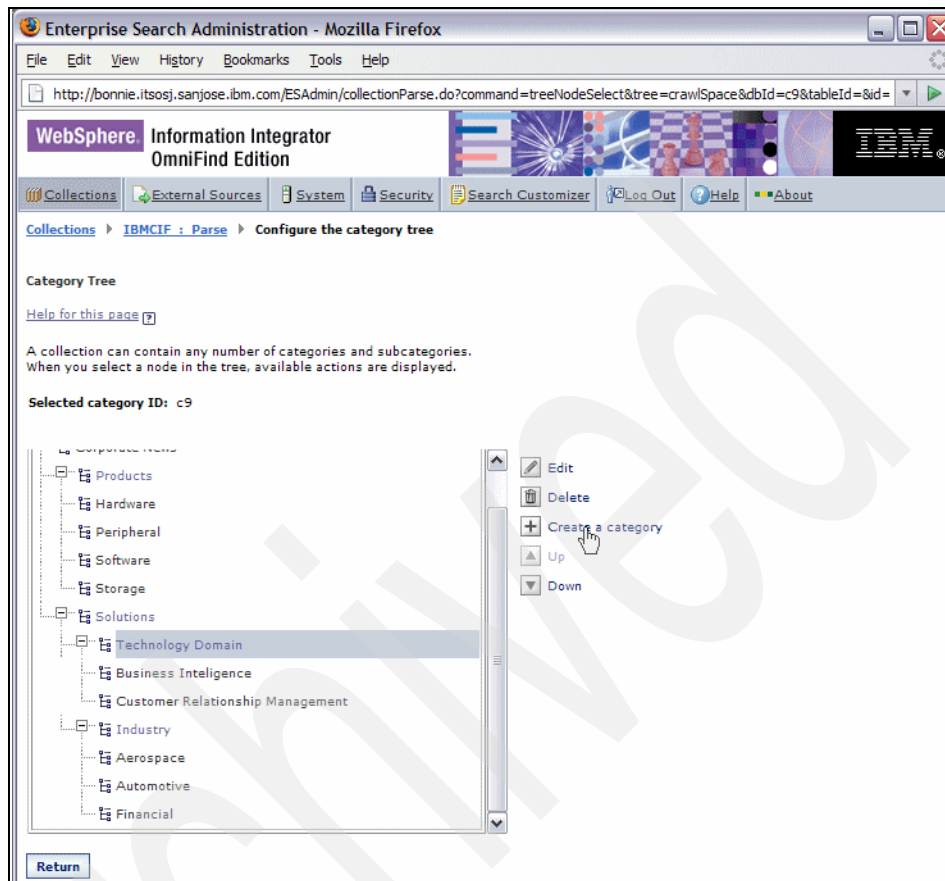 Enterprise Search Administration - Mozilla Firefox
File Edit View History Bookmarks Tools Help
http://bonnie.itsosj.sanjose.ibm.com/ESAdmin/collectionParse.do?command=treeNodeSelect&tree=crawlSpace&dbId=c9&tableId=&id=
WebSphere. Information Integrator
OmniFind Edition
IBM®
Collections External Sources System Security Search Customizer Log Out Help About
Collections IBMCIF : Parse Configure the category tree
Category Tree
Help for this page ?
A collection can contain any number of categories and subcategories.
When you select a node in the tree, available actions are displayed.
Selected category ID: c9
Corporate News
Products
Hardware
Peripheral
Software
Storage
Solutions
Technology Domain
Business Inteligence
Customer Relationship Management
Industry
Aerospace
Automotive
Financial
Edit
Delete
Create a category
Up
Down
Return